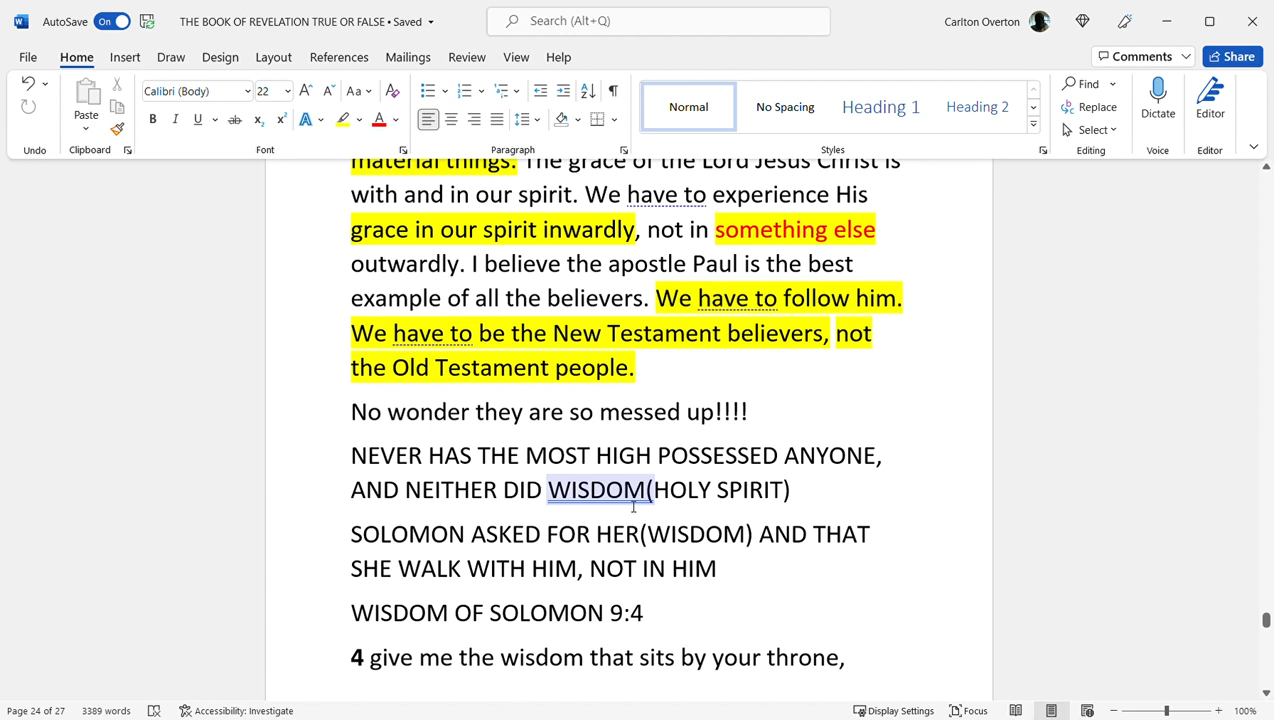 AutoSave On THE BOOK OF REVELATION TRUE OR FALSE • Saved Search (Alt+Q) Carlton Overton
File Home Insert Draw Design Layout References Mailings Review View Help Comments Share
Calibri (Body) 22 Aa
Paste Normal No Spacing Heading 1 Heading 2 Find Replace Select Dictate Editor
B I U ab x₂ x² A A
Undo Clipboard Font Paragraph Styles Editing Voice Editor
material things. The grace of the Lord Jesus Christ is
with and in our spirit. We have to experience His
grace in our spirit inwardly, not in something else
outwardly. I believe the apostle Paul is the best
example of all the believers. We have to follow him.
We have to be the New Testament believers, not
the Old Testament people.
No wonder they are so messed up!!!!
NEVER HAS THE MOST HIGH POSSESSED ANYONE,
AND NEITHER DID WISDOM(HOLY SPIRIT)
SOLOMON ASKED FOR HER(WISDOM) AND THAT
SHE WALK WITH HIM, NOT IN HIM
WISDOM OF SOLOMON 9:4
4 give me the wisdom that sits by your throne,
Page 24 of 27 3389 words Accessibility: Investigate Display Settings Focus 100%